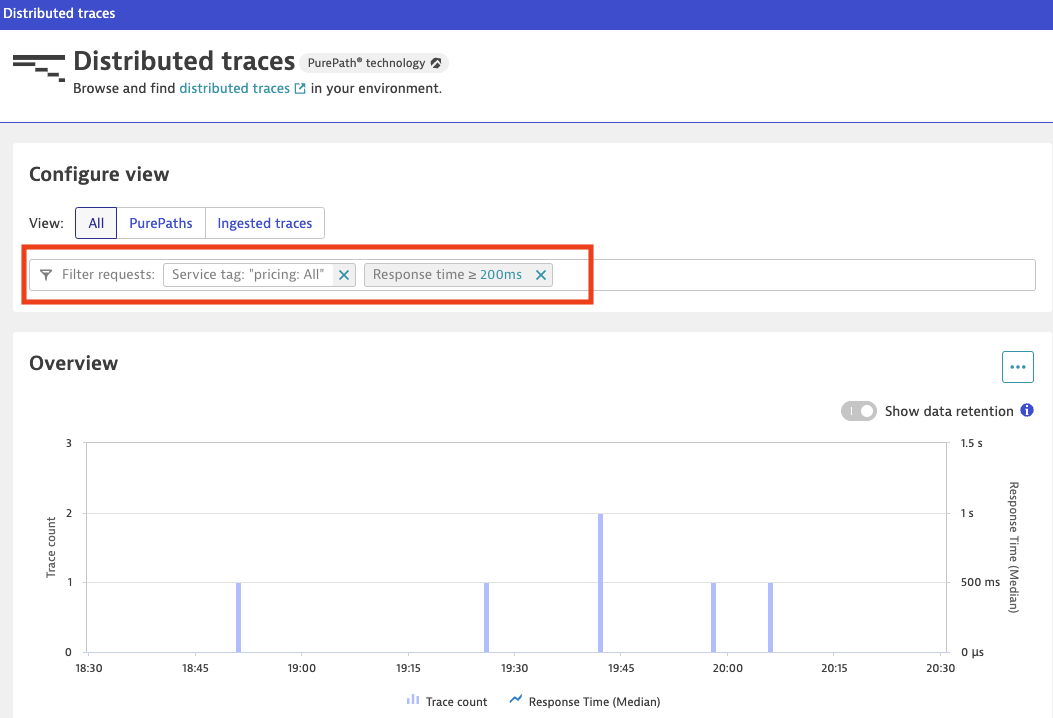 Distributed traces
Distributed traces PurePath® technology
Browse and find distributed traces in your environment.
Configure view
View: All PurePaths Ingested traces
Filter requests: Service tag: "pricing: All" Response time ≥ 200ms
Overview
Show data retention
3
2
1
0
Trace count
1.5 s
1 s
500 ms
0 µs
Response Time (Median)
18:30 18:45 19:00 19:15 19:30 19:45 20:00 20:15 20:30
Trace count Response Time (Median)